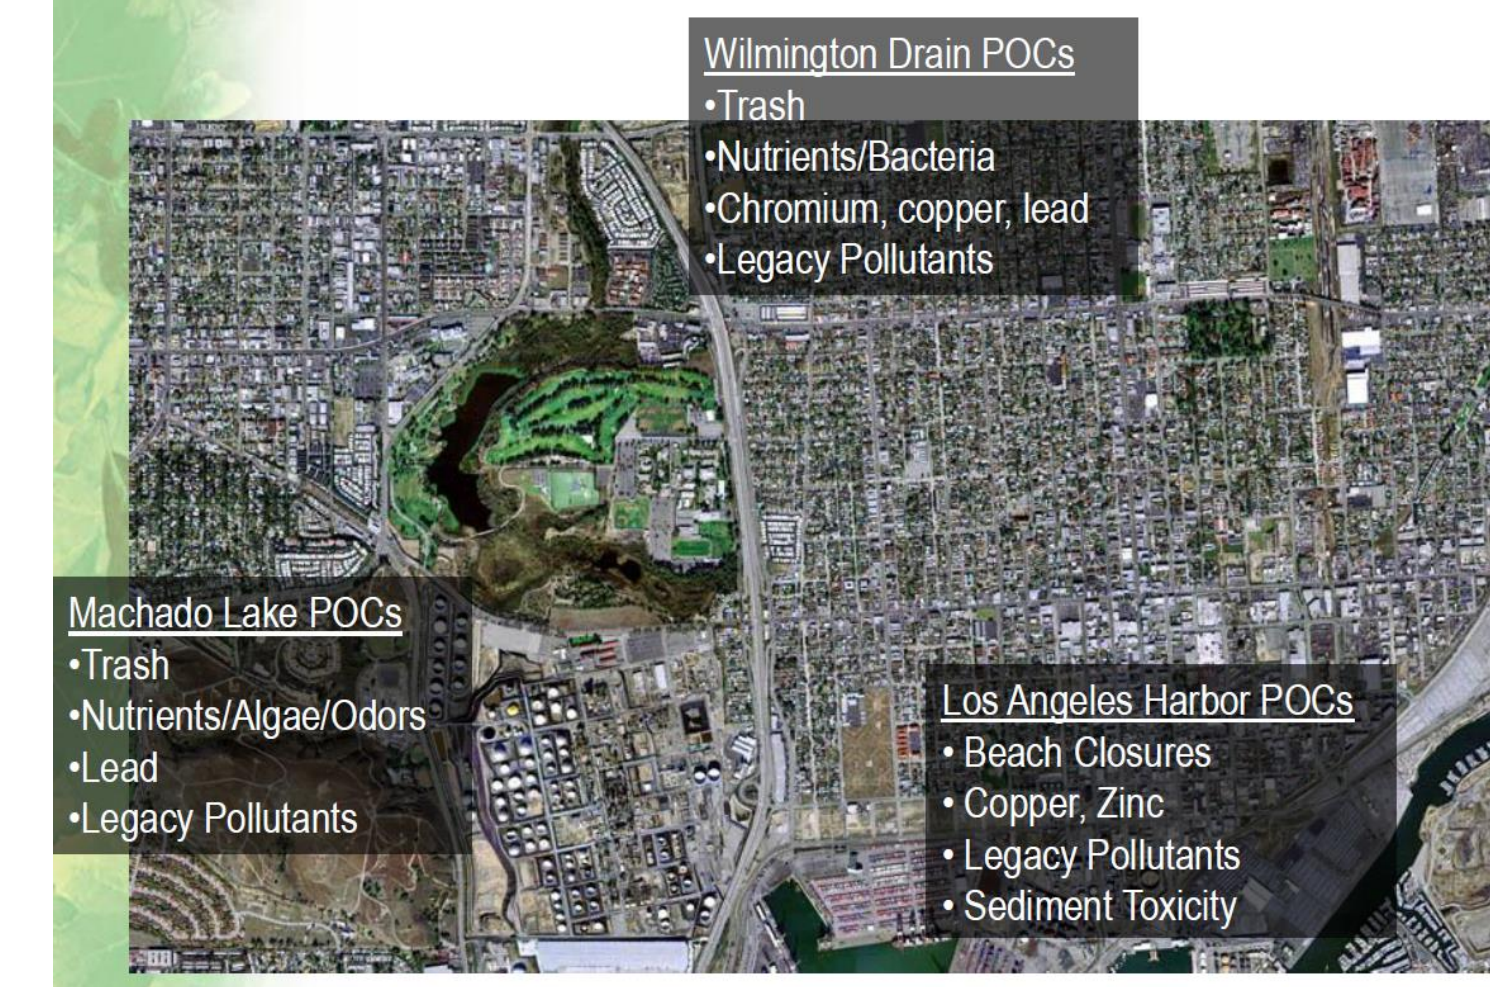 Wilmington Drain POCs
•Trash
•Nutrients/Bacteria
•Chromium, copper, lead
•Legacy Pollutants
Machado Lake POCs
•Trash
•Nutrients/Algae/Odors
•Lead
•Legacy Pollutants
Los Angeles Harbor POCs
• Beach Closures
• Copper, Zinc
• Legacy Pollutants
• Sediment Toxicity